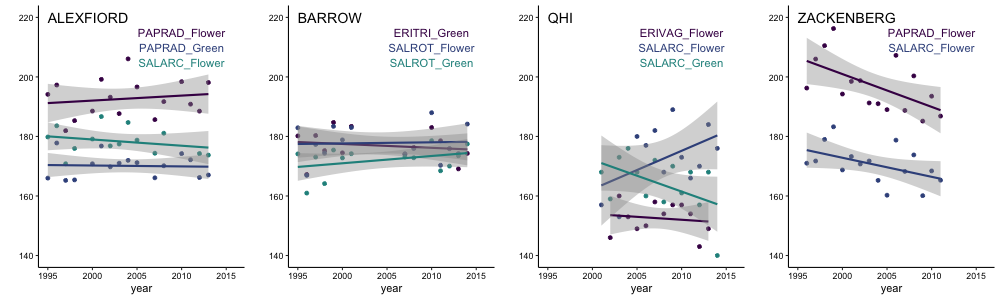 ALEXFIORD
PAPRAD_Flower
PAPRAD_Green
SALARC_Flower
220
200
180
160
140
1995
2000
2005
2010
2015
year
BARROW
ERITRI_Green
SALROT_Flower
SALROT_Green
220
200
180
160
140
1995
2000
2005
2010
2015
year
QHI
ERIVAG_Flower
SALARC_Flower
SALARC_Green
220
200
180
160
140
1995
2000
2005
2010
2015
year
ZACKENBERG
PAPRAD_Flower
SALARC_Flower
220
200
180
160
140
1995
2000
2005
2010
2015
year